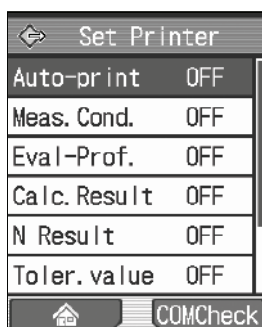 Set Printer
Auto-print OFF
Meas. Cond. OFF
Eval-Prof. OFF
Calc. Result OFF
N Result OFF
Toler. value OFF
COMCheck